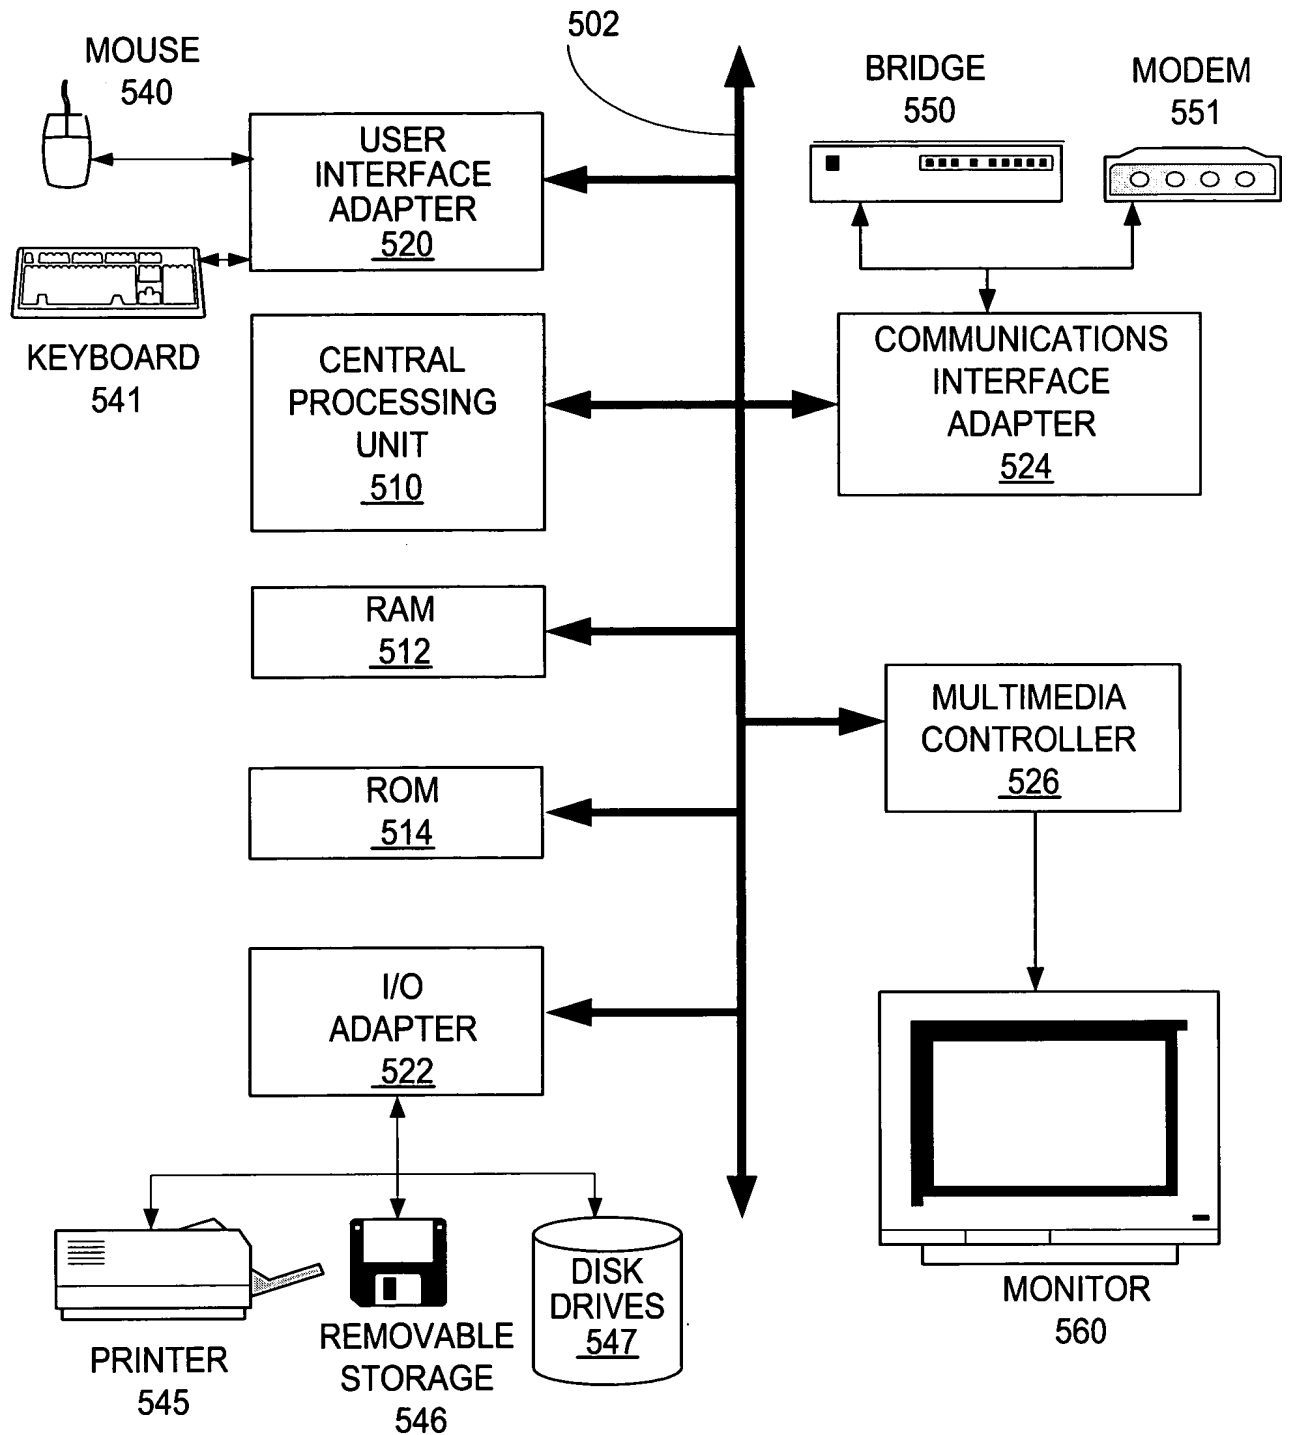 502
MOUSE
540
BRIDGE
550
MODEM
551
USER
INTERFACE
ADAPTER
520
KEYBOARD
541
CENTRAL
PROCESSING
UNIT
510
COMMUNICATIONS
INTERFACE
ADAPTER
524
RAM
512
MULTIMEDIA
CONTROLLER
526
ROM
514
I/O
ADAPTER
522
PRINTER
545
REMOVABLE
STORAGE
546
DISK
DRIVES
547
MONITOR
560